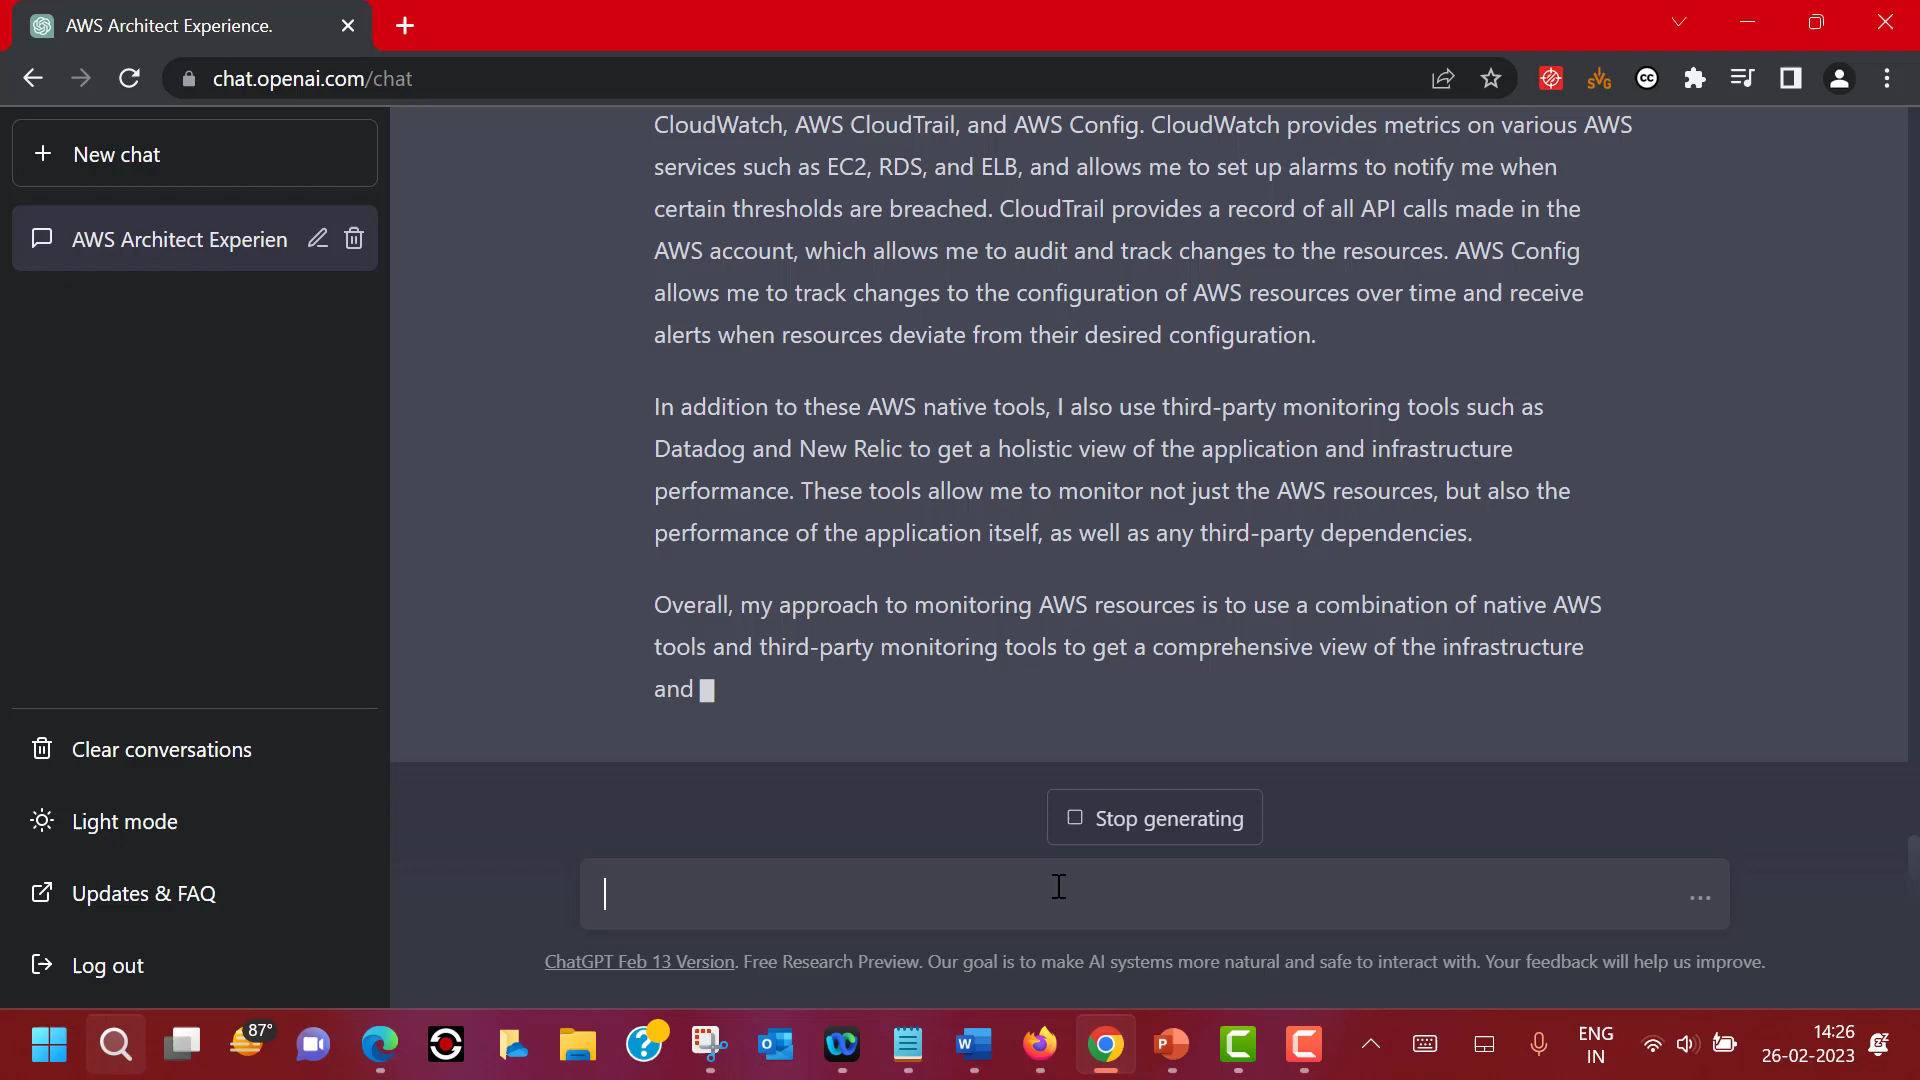 AWS Architect Experience.
chat.openai.com/chat
New chat
AWS Architect Experien
Clear conversations
Light mode
Updates & FAQ
Log out
CloudWatch, AWS CloudTrail, and AWS Config. CloudWatch provides metrics on various AWS
services such as EC2, RDS, and ELB, and allows me to set up alarms to notify me when
certain thresholds are breached. CloudTrail provides a record of all API calls made in the
AWS account, which allows me to audit and track changes to the resources. AWS Config
allows me to track changes to the configuration of AWS resources over time and receive
alerts when resources deviate from their desired configuration.
In addition to these AWS native tools, I also use third-party monitoring tools such as
Datadog and New Relic to get a holistic view of the application and infrastructure
performance. These tools allow me to monitor not just the AWS resources, but also the
performance of the application itself, as well as any third-party dependencies.
Overall, my approach to monitoring AWS resources is to use a combination of native AWS
tools and third-party monitoring tools to get a comprehensive view of the infrastructure
and
Stop generating
ChatGPT Feb 13 Version. Free Research Preview. Our goal is to make AI systems more natural and safe to interact with. Your feedback will help us improve.
87°
ENG
IN
14:26
26-02-2023